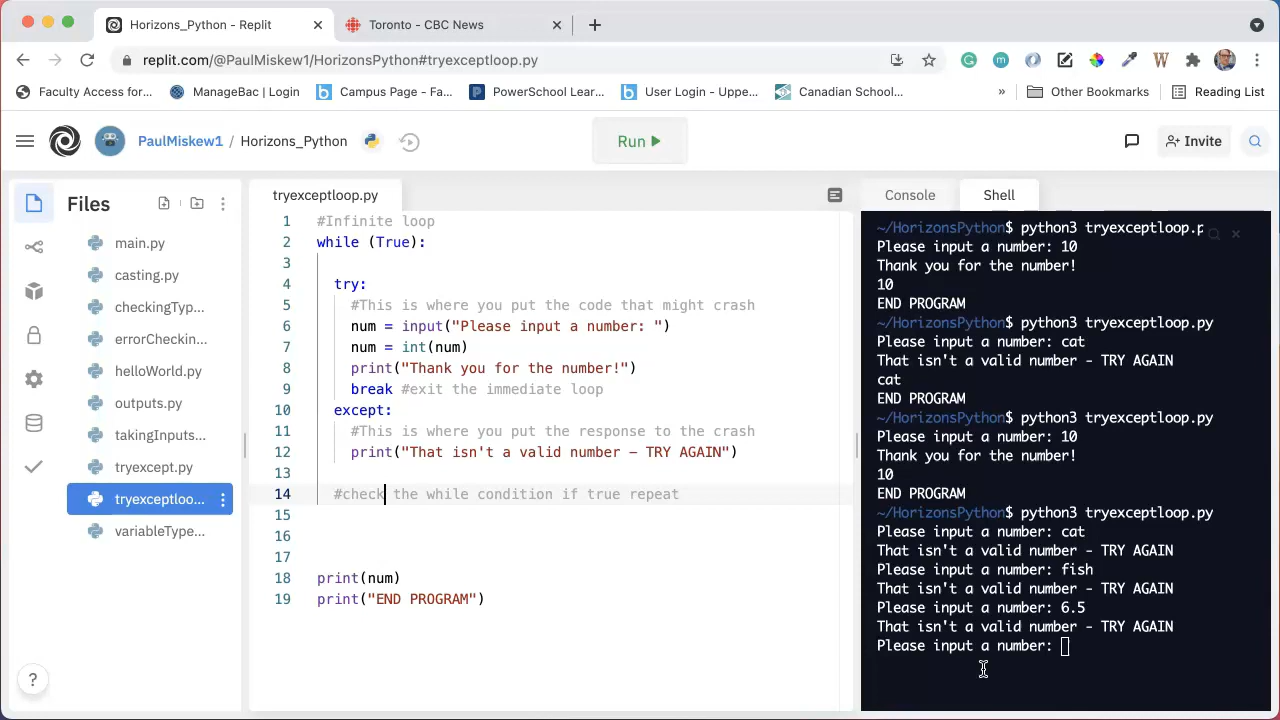 Horizons_Python - Replit
Toronto - CBC News
replit.com/@PaulMiskew1/HorizonsPython#tryexceptloop.py
Faculty Access for...
ManageBac | Login
Campus Page - Fa...
PowerSchool Lear...
User Login - Uppe...
Canadian School...
»
Other Bookmarks
Reading List
PaulMiskew1 / Horizons_Python
Run
Invite
Files
main.py
casting.py
checkingTyp...
errorCheckin...
helloWorld.py
outputs.py
takingInputs...
tryexcept.py
tryexceptloo...
variableType...
?
tryexceptloop.py
1 #Infinite loop
2 while (True):
3
4 try:
5 #This is where you put the code that might crash
6 num = input("Please input a number: ")
7 num = int(num)
8 print("Thank you for the number!")
9 break #exit the immediate loop
10 except:
11 #This is where you put the response to the crash
12 print("That isn't a valid number - TRY AGAIN")
13
14 #check the while condition if true repeat
15
16
17
18 print(num)
19 print("END PROGRAM")
Console
Shell
~/HorizonsPython$ python3 tryexceptloop.p
Please input a number: 10
Thank you for the number!
10
END PROGRAM
~/HorizonsPython$ python3 tryexceptloop.py
Please input a number: cat
That isn't a valid number - TRY AGAIN
cat
END PROGRAM
~/HorizonsPython$ python3 tryexceptloop.py
Please input a number: 10
Thank you for the number!
10
END PROGRAM
~/HorizonsPython$ python3 tryexceptloop.py
Please input a number: cat
That isn't a valid number - TRY AGAIN
Please input a number: fish
That isn't a valid number - TRY AGAIN
Please input a number: 6.5
That isn't a valid number - TRY AGAIN
Please input a number: